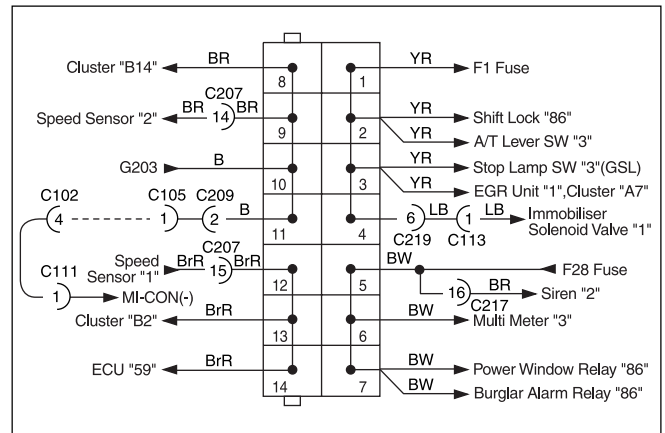 Cluster "B14" BR 8 1 YR F1 Fuse
C207
Speed Sensor "2" BR 14 BR 9 2 YR Shift Lock "86"
YR A/T Lever SW "3"
G203 B 10 3 YR Stop Lamp SW "3"(GSL)
YR EGR Unit "1",Cluster "A7"
C102 C105 C209
4 1 2 B 11 4 6 LB 1 LB Immobiliser
Solenoid Valve "1"
C219 C113
Speed
Sensor "1" BrR C207 15 BrR 12 5 BW F28 Fuse
C111
1 MI-CON(-) 16 BR Siren "2"
C217
Cluster "B2" BrR 13 6 BW Multi Meter "3"
ECU "59" BrR 14 7 BW Power Window Relay "86"
BW Burglar Alarm Relay "86"